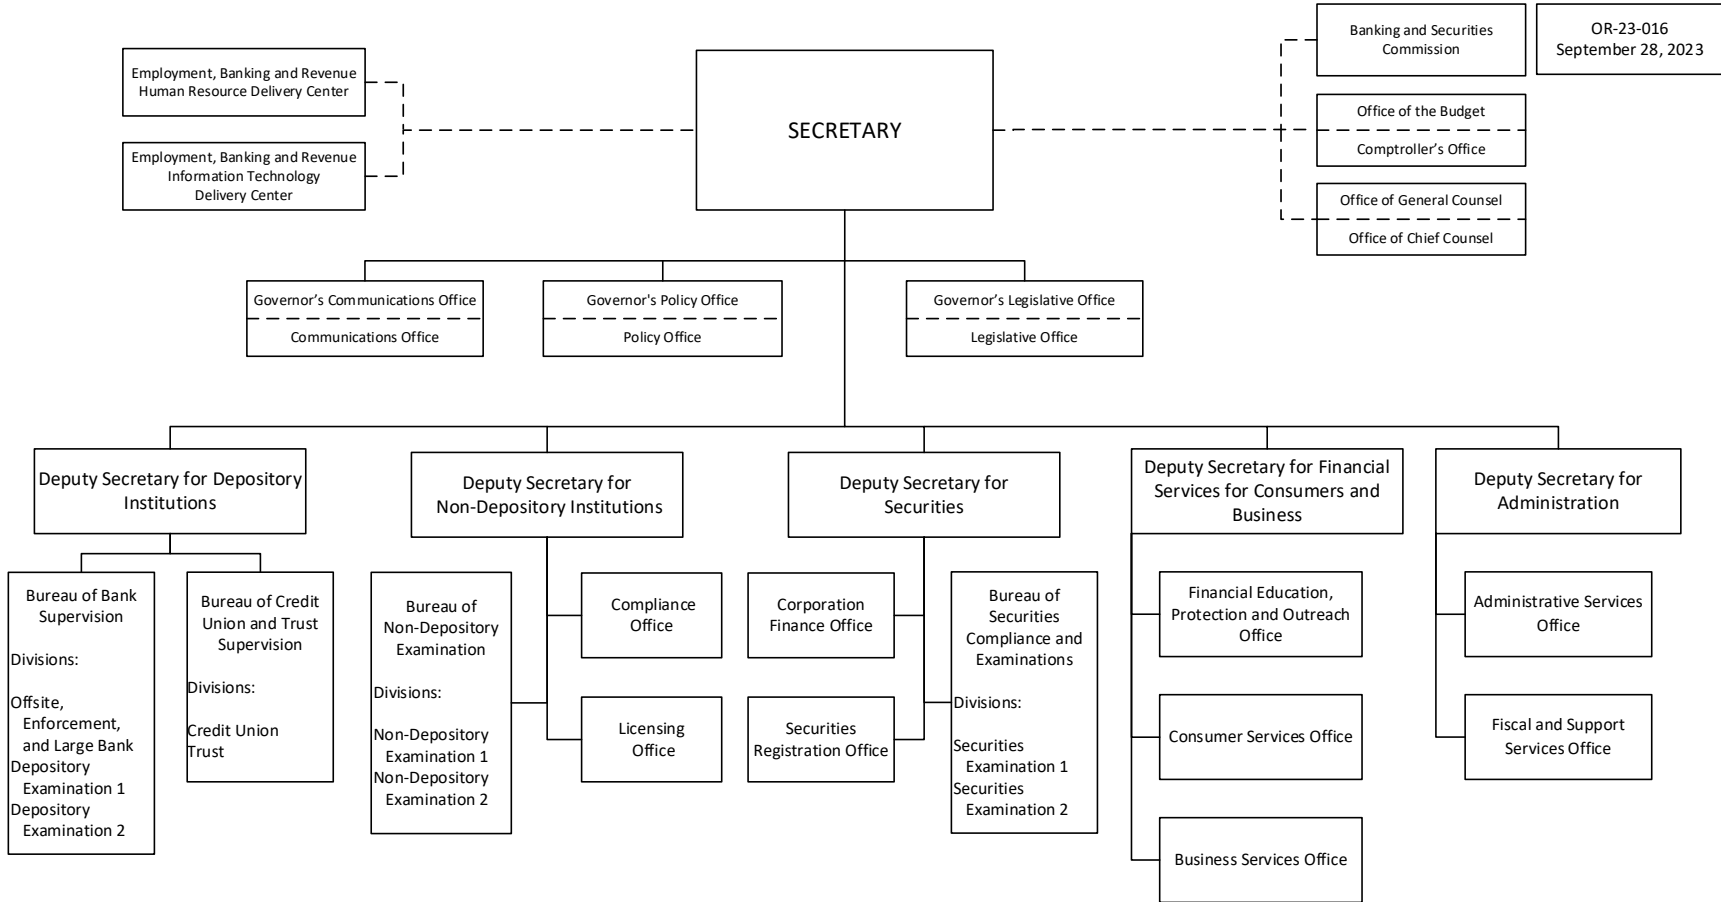 Banking and Securities
Commission
OR-23-016
September 28, 2023
Employment, Banking and Revenue
Human Resource Delivery Center
SECRETARY
Office of the Budget
Comptroller's Office
Employment, Banking and Revenue
Information Technology
Delivery Center
Office of General Counsel
Office of Chief Counsel
Governor's Communications Office
Communications Office
Governor's Policy Office
Policy Office
Governor's Legislative Office
Legislative Office
Deputy Secretary for Depository
Institutions
Deputy Secretary for
Non-Depository Institutions
Deputy Secretary for
Securities
Deputy Secretary for Financial
Services for Consumers and
Business
Deputy Secretary for
Administration
Bureau of Bank
Supervision
Divisions:
Offsite,
Enforcement,
and Large Bank
Depository
Examination 1
Depository
Examination 2
Bureau of Credit
Union and Trust
Supervision
Divisions:
Credit Union
Trust
Bureau of
Non-Depository
Examination
Divisions:
Non-Depository
Examination 1
Non-Depository
Examination 2
Compliance
Office
Licensing
Office
Corporation
Finance Office
Securities
Registration Office
Bureau of
Securities
Compliance and
Examinations
Divisions:
Securities
Examination 1
Securities
Examination 2
Financial Education,
Protection and Outreach
Office
Consumer Services Office
Business Services Office
Administrative Services
Office
Fiscal and Support
Services Office